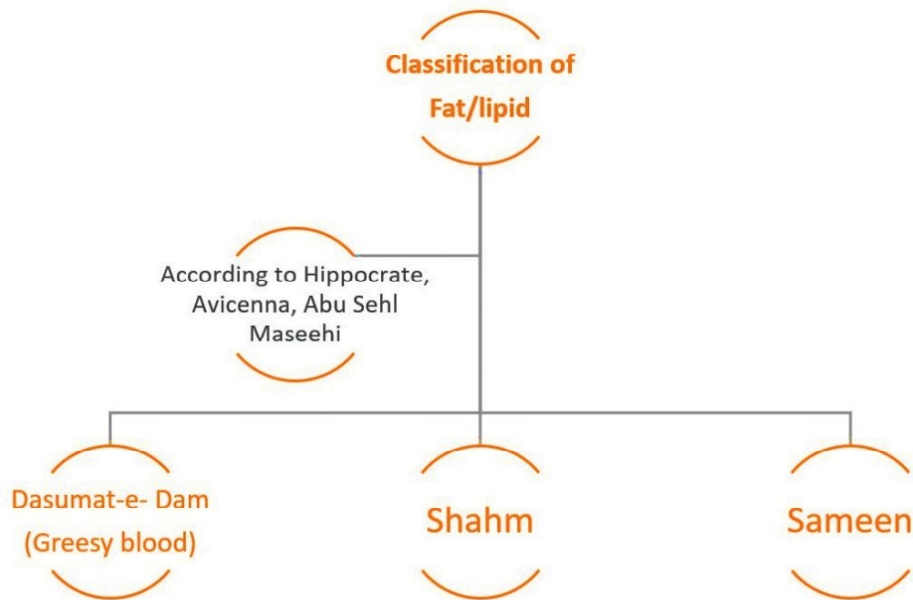 Classification of
Fat/lipid
According to Hippocrate,
Avicenna, Abu Sehl
Maseehi
Dasumat-e- Dam
(Greesy blood)
Shahm
Sameen